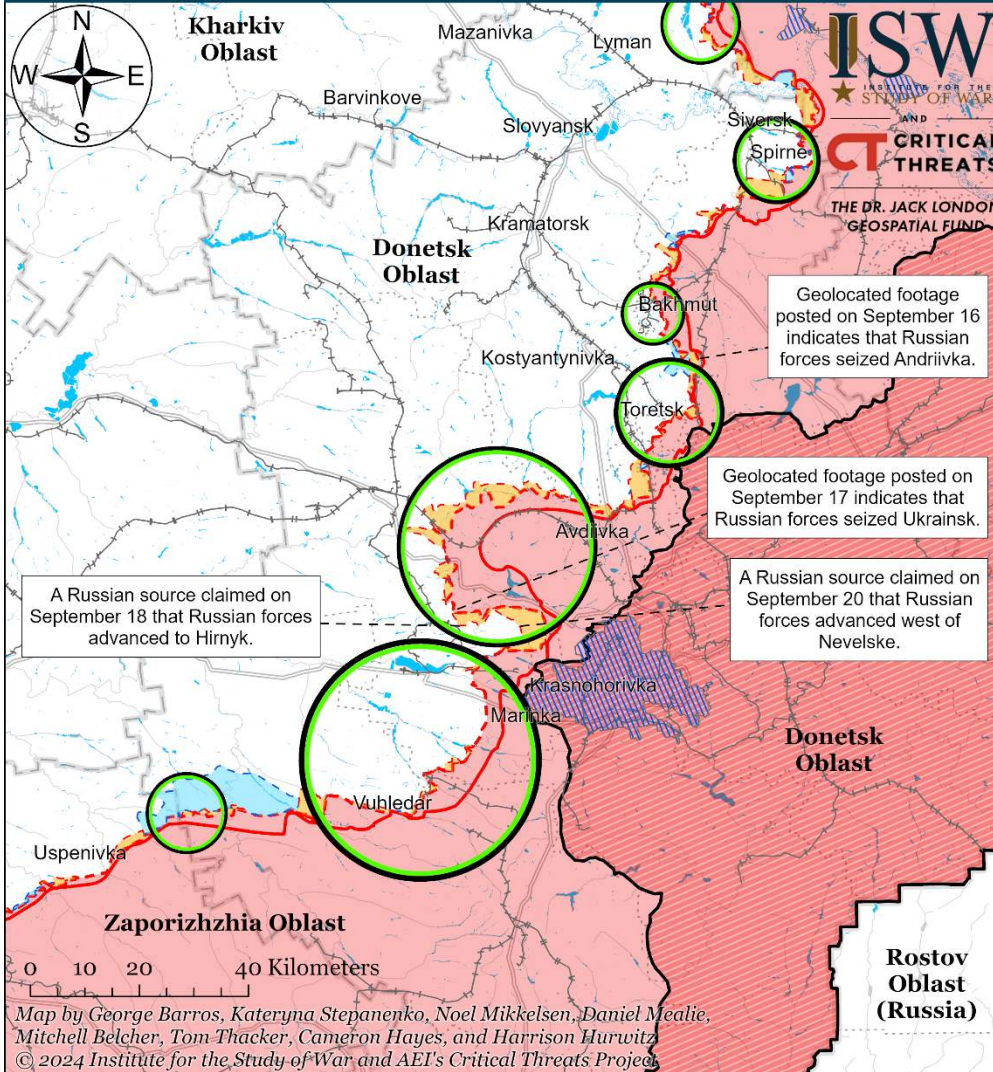 N
W
E
S
Kharkiv
Oblast
Mazanivka
Lyman
ISW
INSTITUTE FOR THE
STUDY OF WAR
AND
CT CRITICAL
THREATS
THE DR. JACK LONDON
GEOSPATIAL FUND
Barvinkove
Slovyansk
Siversk
Spirne
Kramatorsk
Donetsk
Oblast
Bakhmut
Geolocated footage
posted on September 16
indicates that Russian
forces seized Andriivka.
Kostyantynivka
Toretsk
Geolocated footage posted on
September 17 indicates that
Russian forces seized Ukrainsk.
Avdiivka
A Russian source claimed on
September 18 that Russian forces
advanced to Hirnyk.
A Russian source claimed on
September 20 that Russian
forces advanced west of
Nevelske.
Krasnohorivka
Marinka
Donetsk
Oblast
Vuhledar
Uspenivka
Zaporizhzhia Oblast
0 10 20 40 Kilometers
Rostov
Oblast
(Russia)
Map by George Barros, Kateryna Stepanenko, Noel Mikkelsen, Daniel Mealie,
Mitchell Belcher, Tom Thacker, Cameron Hayes, and Harrison Hurwitz
© 2024 Institute for the Study of War and AEI's Critical Threats Project